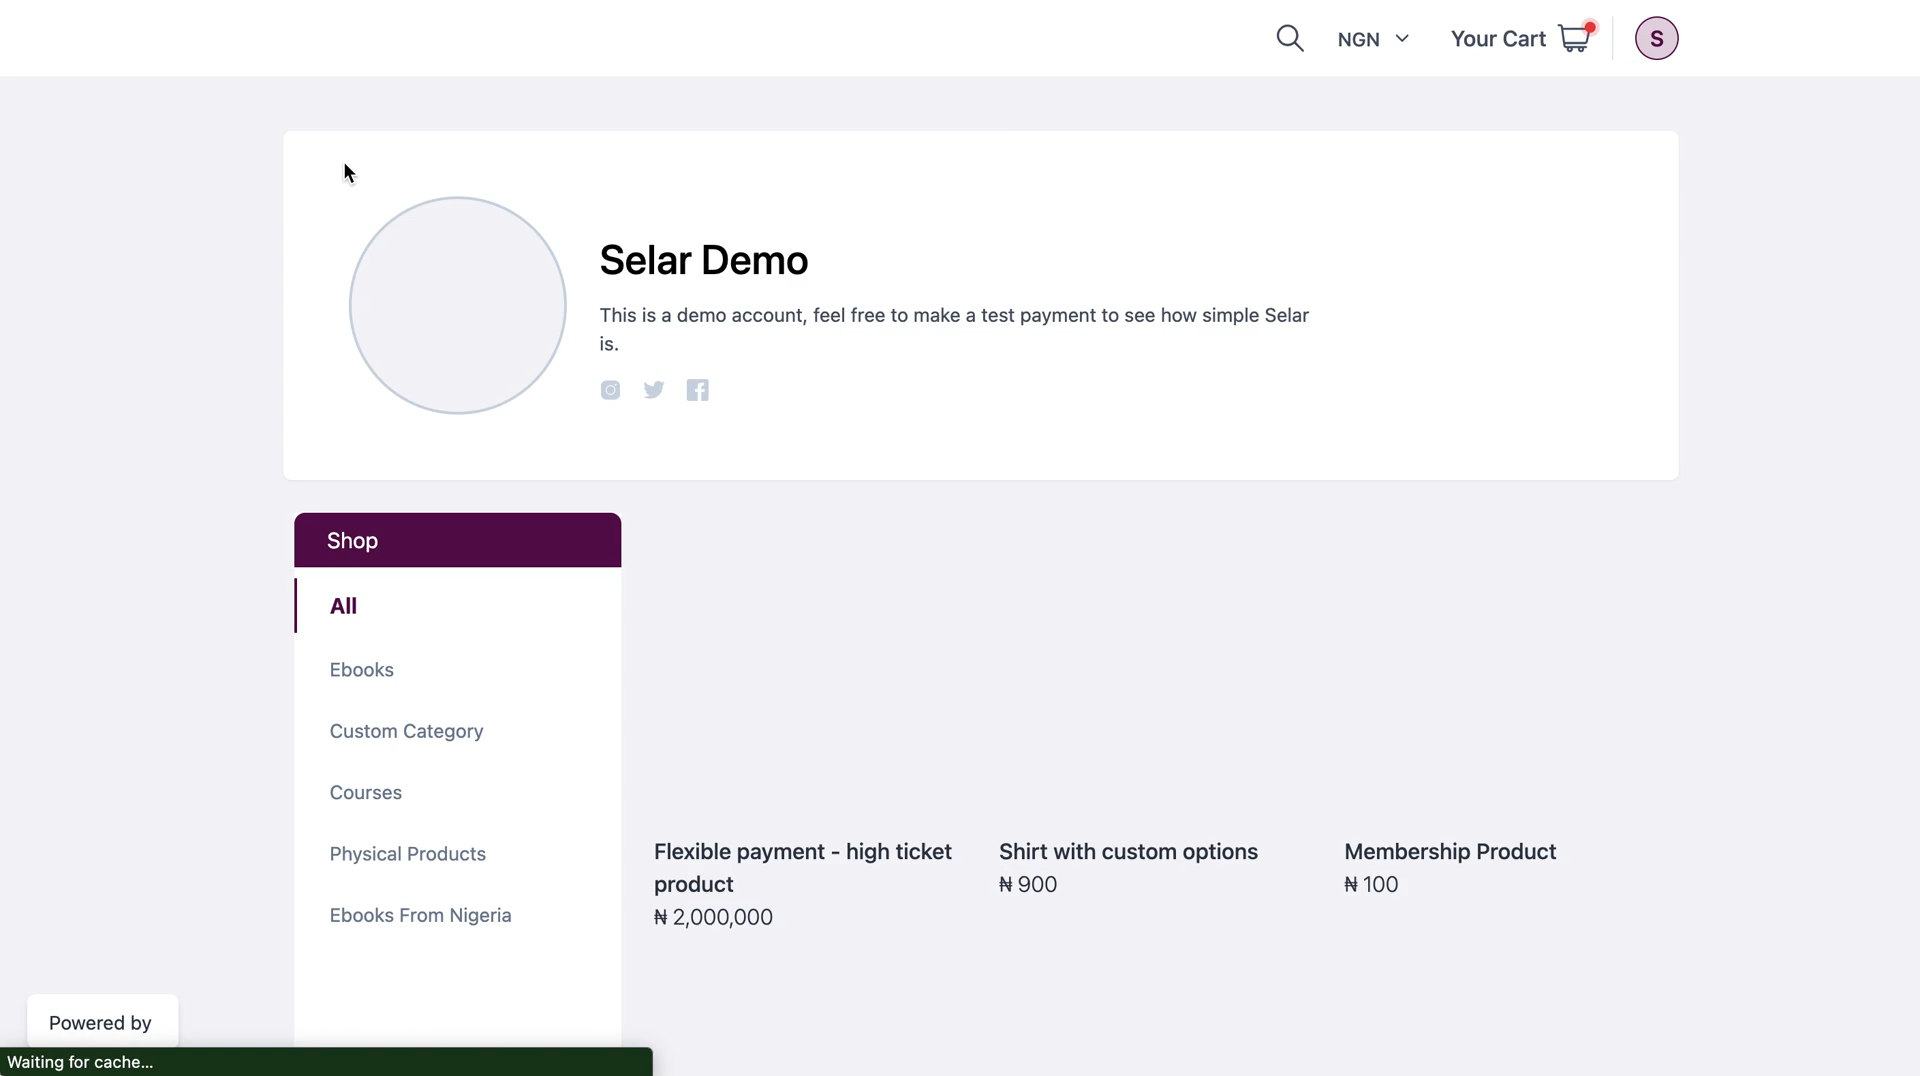 NGN
Your Cart
S
Selar Demo
This is a demo account, feel free to make a test payment to see how simple Selar
is.
Shop
All
Ebooks
Custom Category
Courses
Physical Products
Ebooks From Nigeria
Flexible payment - high ticket
product
₦ 2,000,000
Shirt with custom options
₦ 900
Membership Product
₦ 100
Powered by
Waiting for cache...